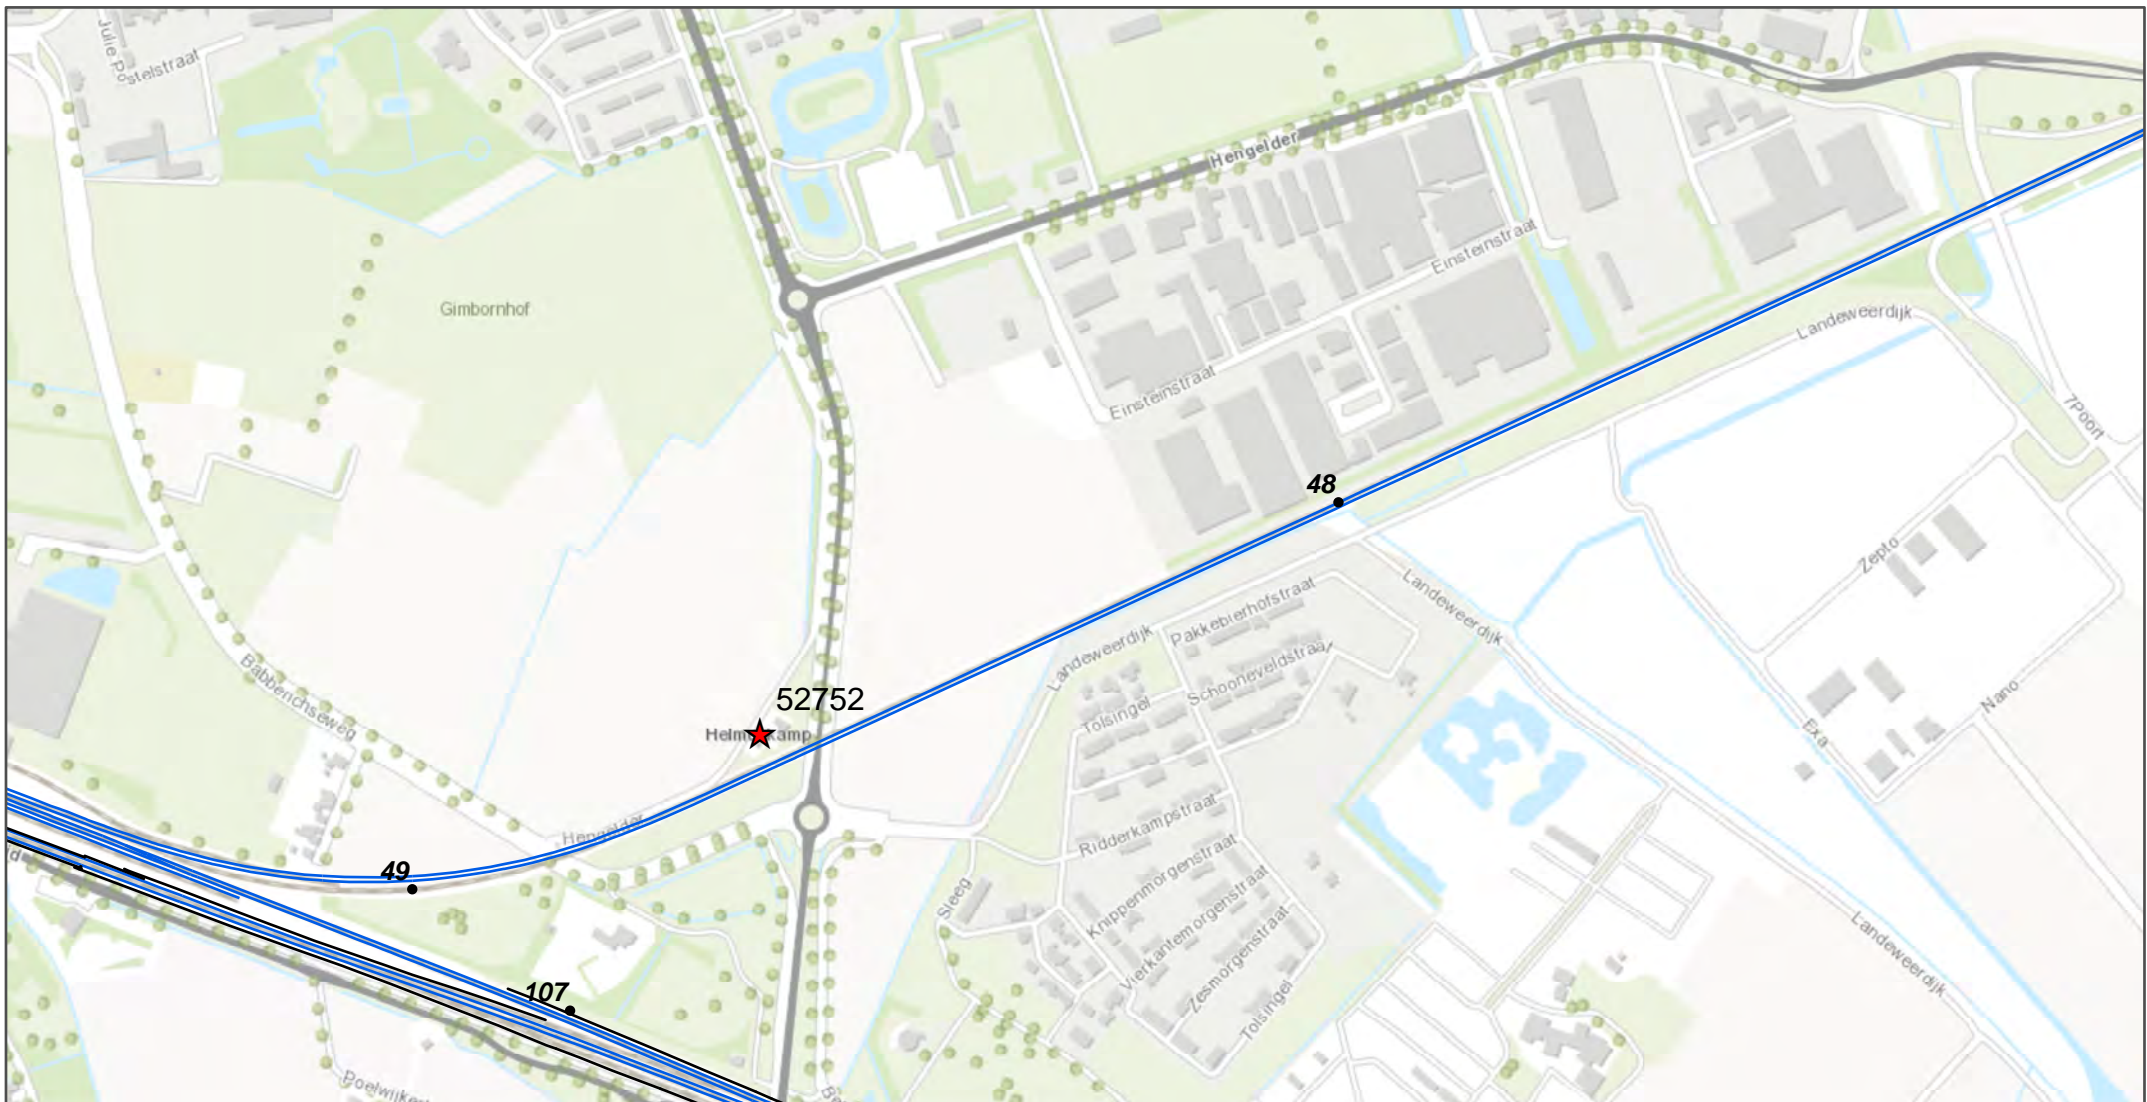 Julie Postelstraat
Hengelder
Einsteinstraat
Gimbornhof
Landeweerdijk
Einsteinstraat
7Poort
48
Zepto
Landeweerdijk
Pakkebierhofstraat
Landeweerdijk
Schooneveldstraat
Babberichseweg
52752
Tolsingel
Nano
Exa
Hengelder
Ridderkampstraat
49
Knippenmorgenstraat
Sleeg
Vierkantemorgenstraat
Zesmorgenstraat
Landeweerdijk
107
Tolsingel